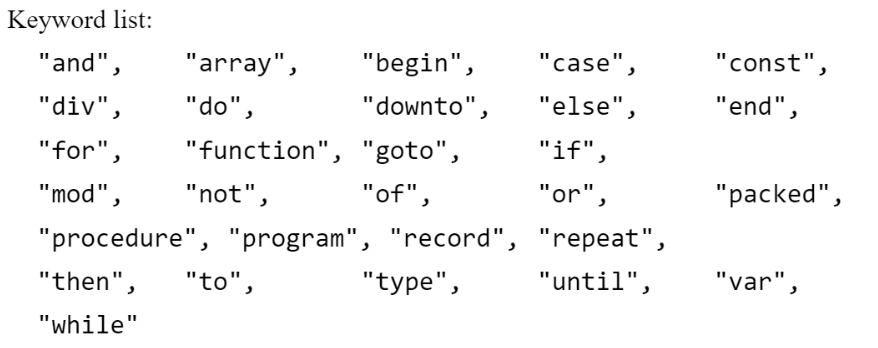 Keyword list:
"and", "array", "begin", "case", "const",
"div", "do", "downto", "else", "end",
"for", "function", "goto", "if",
"mod", "not", "of", "or", "packed",
"procedure", "program", "record", "repeat",
"then", "to", "type", "until", "var",
"while"